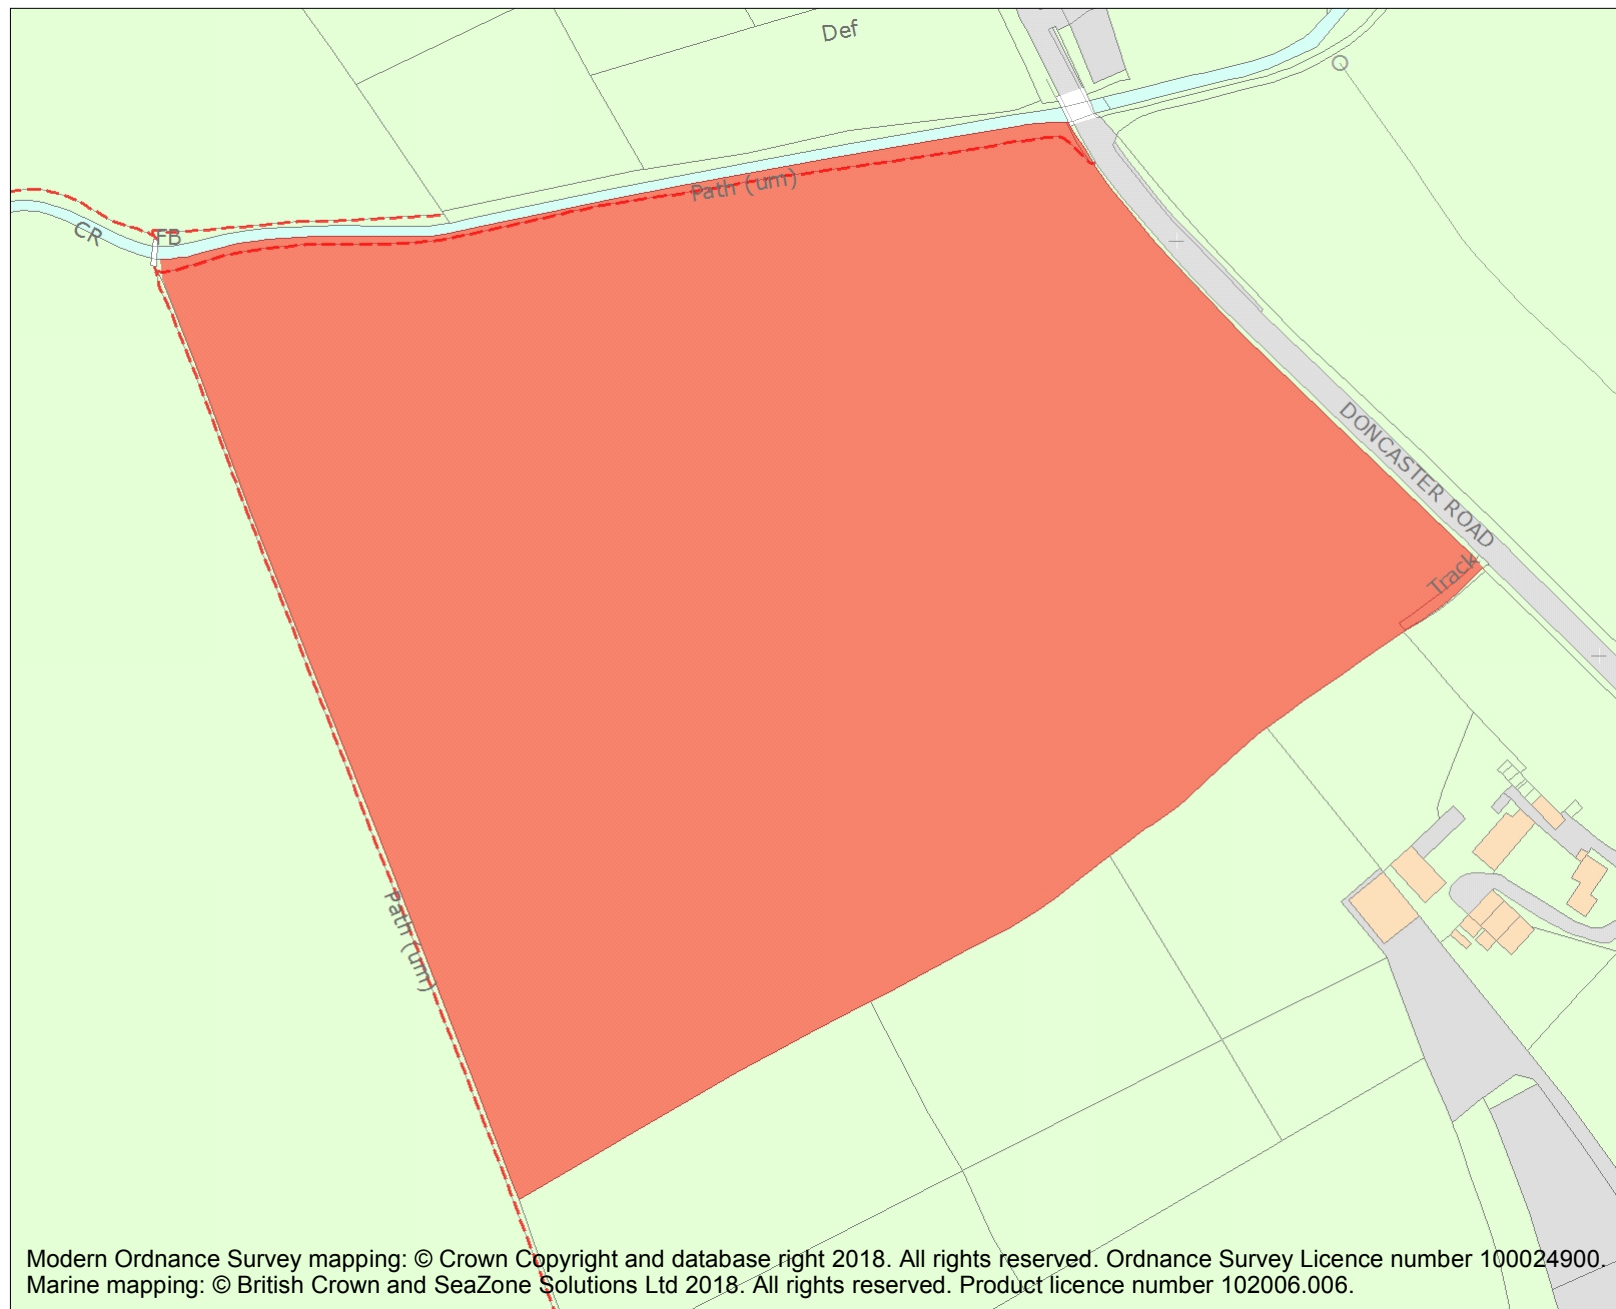 Def
Path (um)
CR
FB
DONCASTER ROAD
Track
Path (um)
Modern Ordnance Survey mapping: © Crown Copyright and database right 2018. All rights reserved. Ordnance Survey Licence number 100024900.
Marine mapping: © British Crown and SeaZone Solutions Ltd 2018. All rights reserved. Product licence number 102006.006.